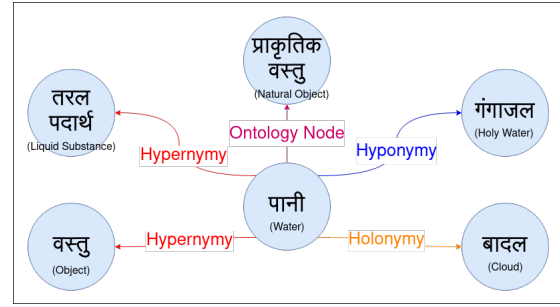 प्राकृतिक
वस्तु
(Natural Object)
तरल
पदार्थ
(Liquid Substance)
गंगाजल
(Holy Water)
Ontology Node
Hypernymy
Hyponymy
पानी
(Water)
वस्तु
(Object)
Hypernymy
Holonymy
बादल
(Cloud)